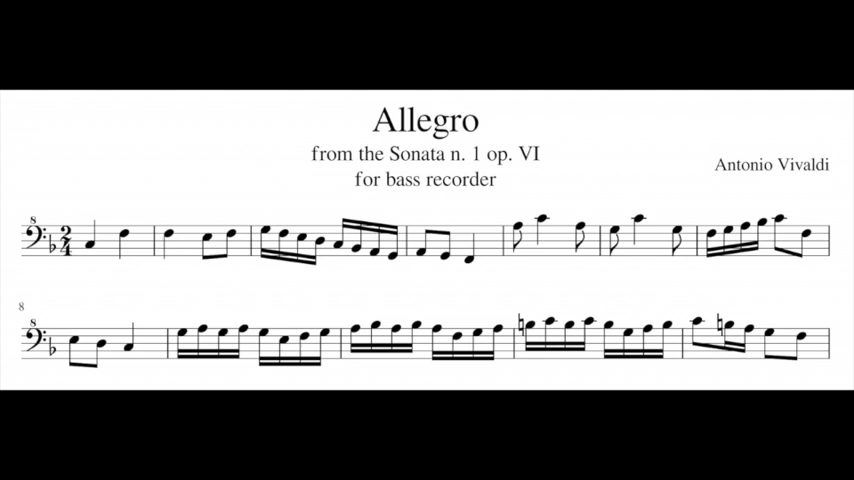 Allegro
from the Sonata n. 1 op. VI
for bass recorder
Antonio Vivaldi
8
2
4
8
8